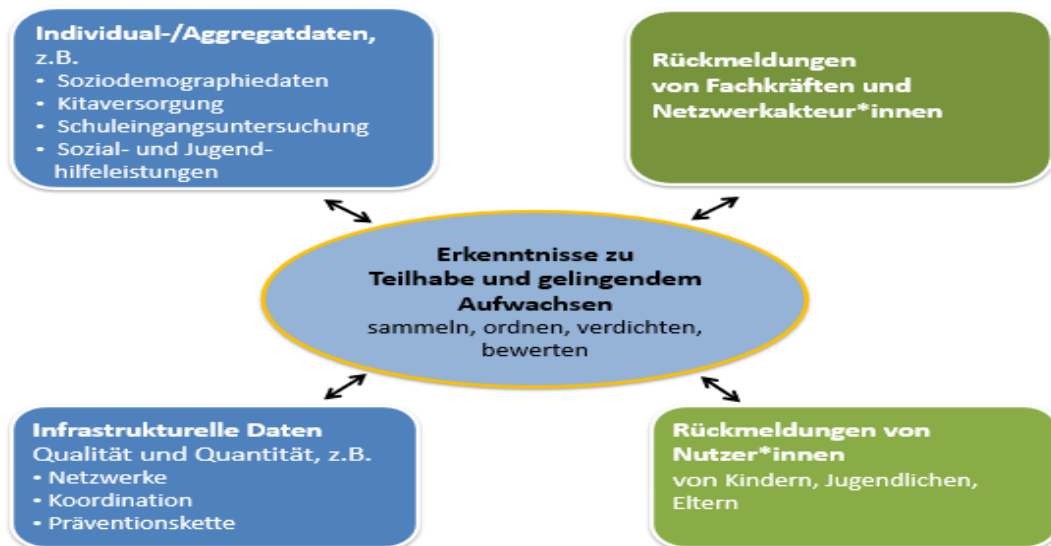 Individual-/Aggregatdaten,
z.B.
• Soziodemographiedaten
• Kitaversorgung
• Schuleingangsuntersuchung
• Sozial- und Jugend-
hilfeleistungen
Rückmeldungen
von Fachkräften und
Netzwerkakteur*innen
Erkenntnisse zu
Teilhabe und gelingendem
Aufwachsen
sammeln, ordnen, verdichten,
bewerten
Infrastrukturelle Daten
Qualität und Quantität, z.B.
• Netzwerke
• Koordination
• Präventionskette
Rückmeldungen von
Nutzer*innen
von Kindern, Jugendlichen,
Eltern